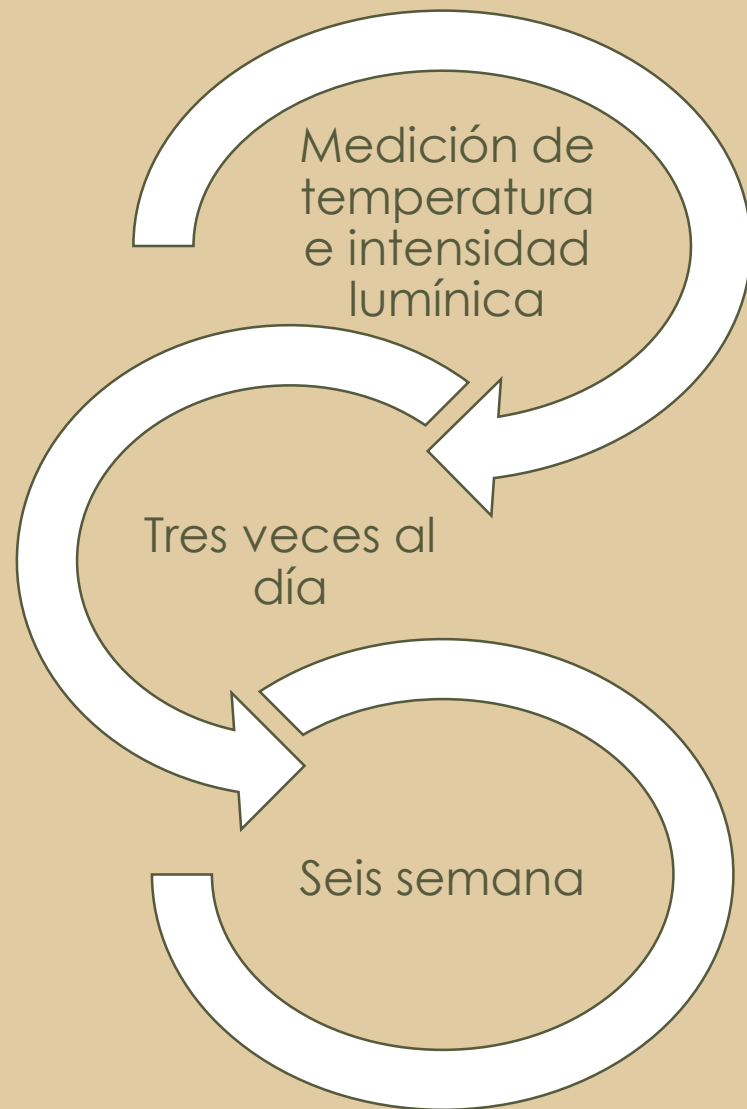 Medición de
temperatura
e intensidad
lumínica
Tres veces al
día
Seis semana